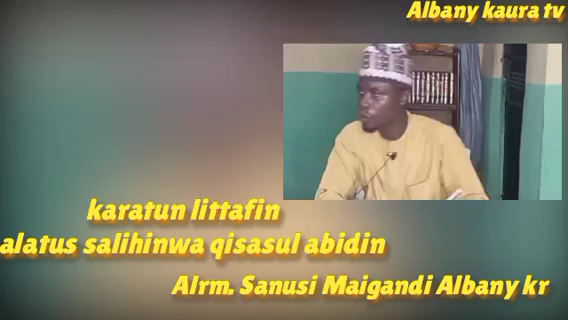 Albany kaura tv
karatun littafin
alatus salihinwa qisasul abidin
Alrm. Sanusi Maigandi Albany kr